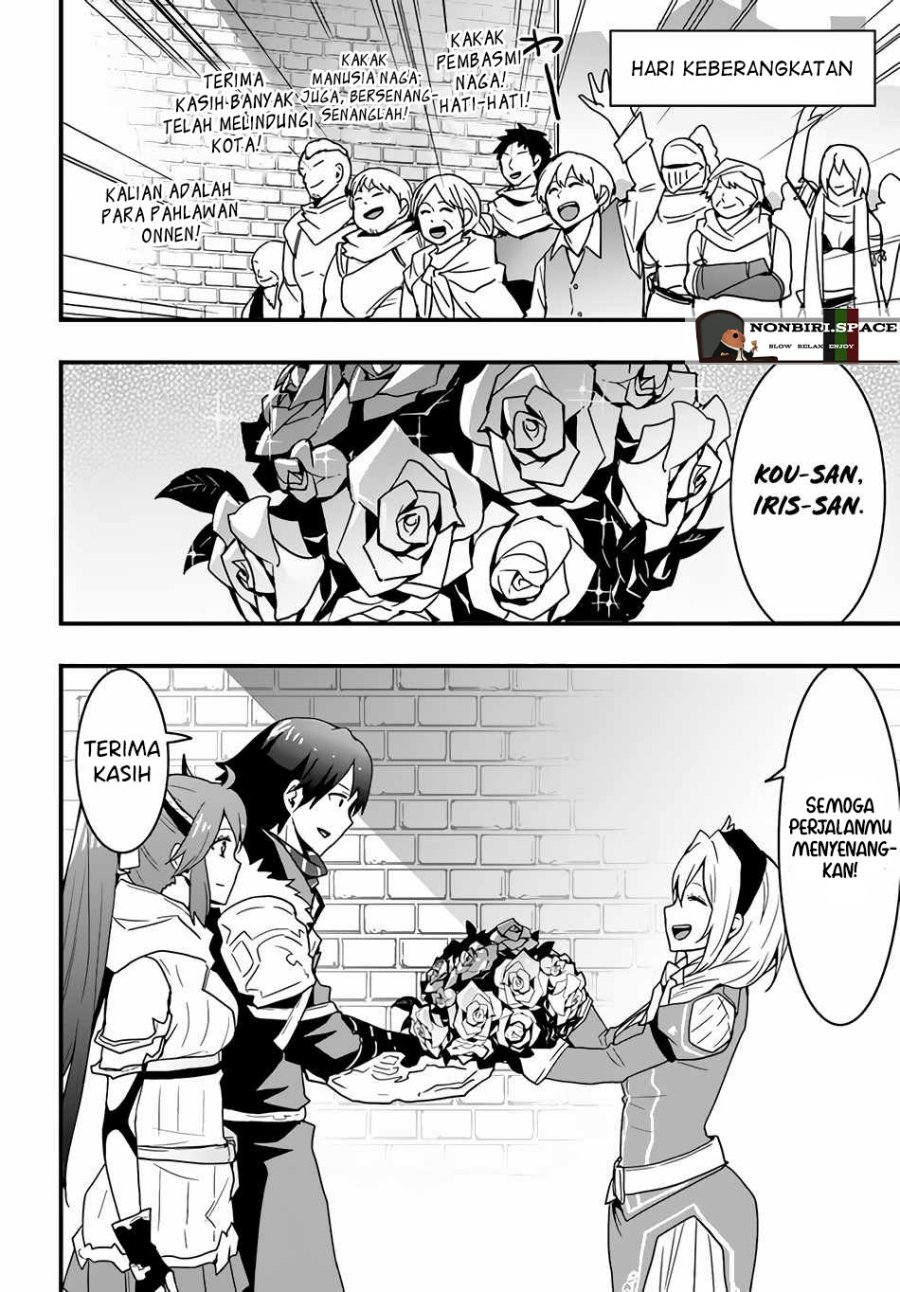 HARI KEBERANGKATAN
わー
KAKAK
PEMBASMI
NAGA!
HATI-HATI!
KAKAK
MANUSIA NAGA
JUGA, BERSENANG-
SENANGLAH!
TERIMA
KASIH BANYAK
TELAH MELINDUNGI
KOTA!
KALIAN ADALAH
PARA PAHLAWAN
ONNEN!
NONBIRI.SPACE
SLOW RELAX ENJOY
KOU-SAN,
IRIS-SAN.
SEMOGA
PERJALANMU
MENYENANG-
KAN!
TERIMA
KASIH